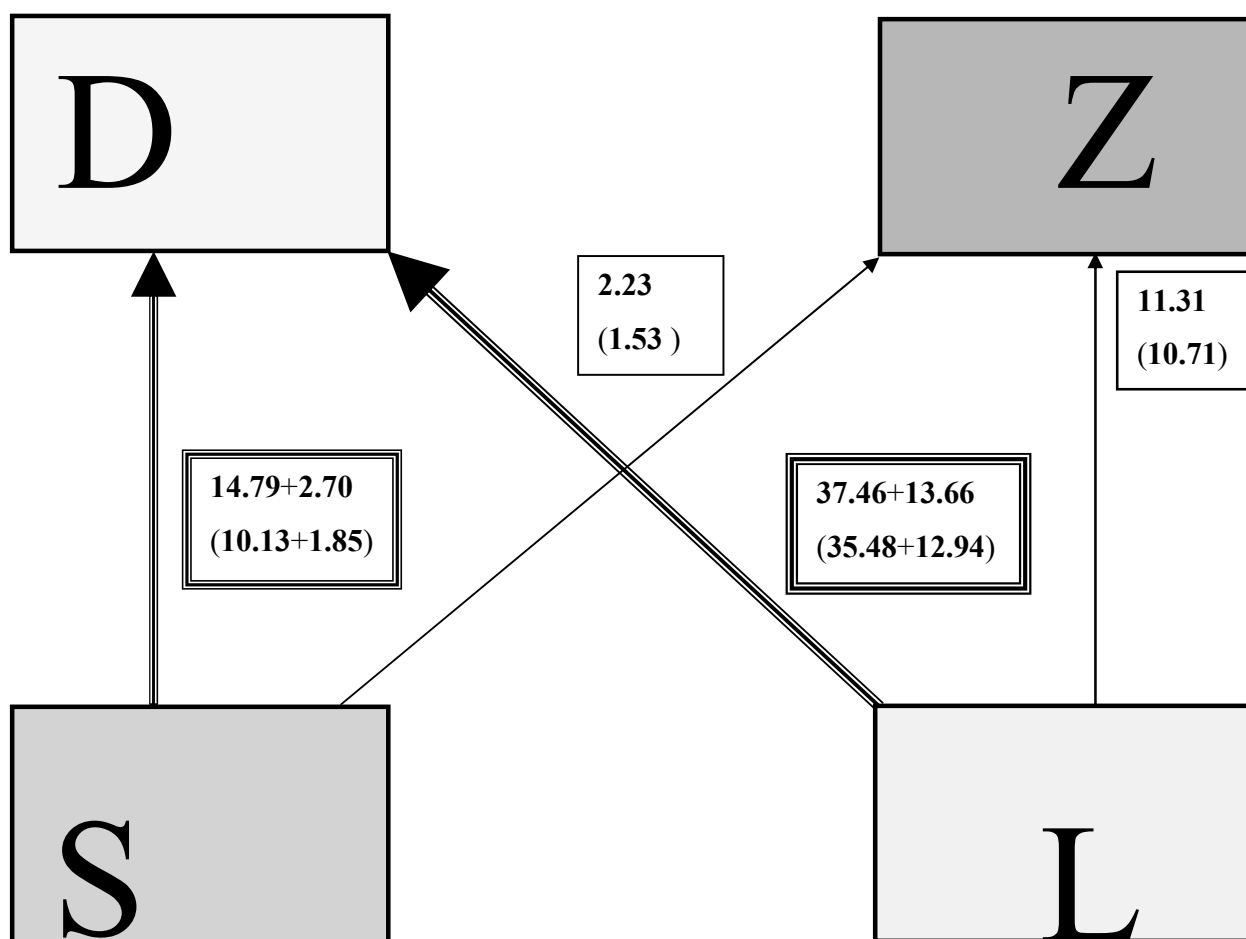 D
Z
2.23
(1.53 )
11.31
(10.71)
14.79+2.70
(10.13+1.85)
37.46+13.66
(35.48+12.94)
S
L